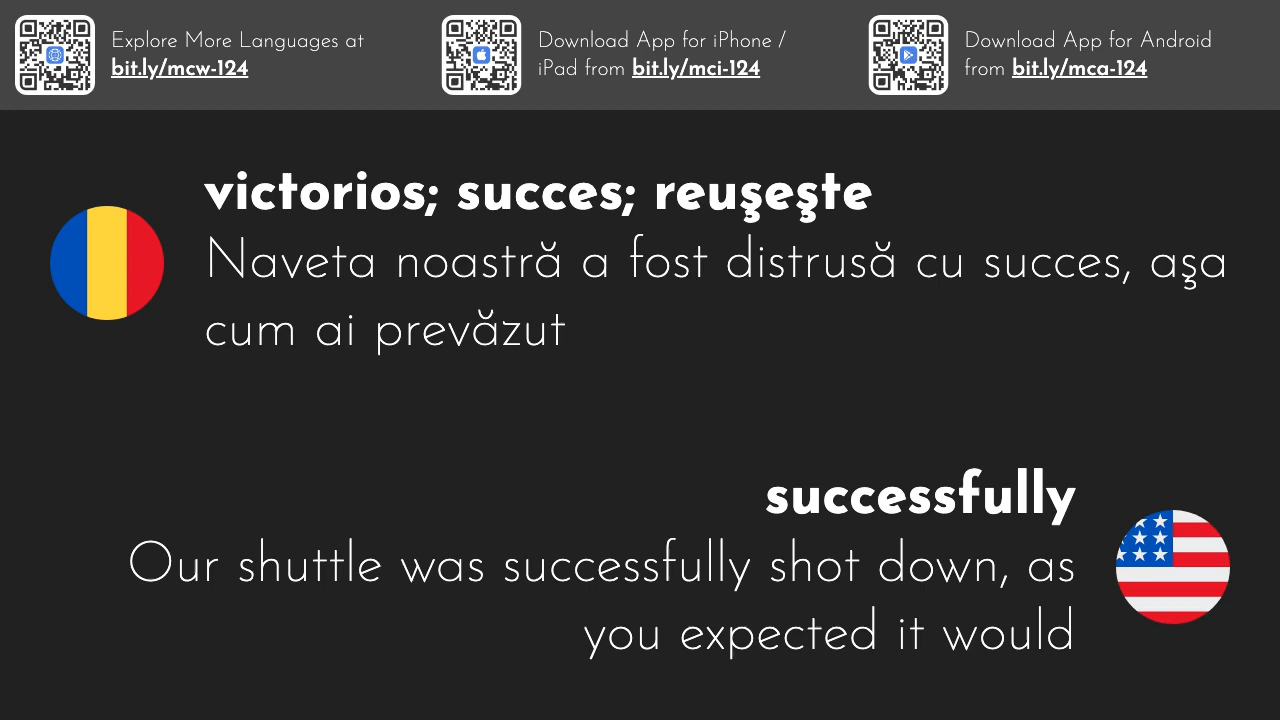 Explore More Languages at
bit.ly/mcw-124
Download App for iPhone /
iPad from bit.ly/mci-124
Download App for Android
from bit.ly/mca-124
victorios; succes; reuşeşte
Naveta noastră a fost distrusă cu succes, aşa
cum ai prevăzut
successfully
Our shuttle was successfully shot down, as
you expected it would